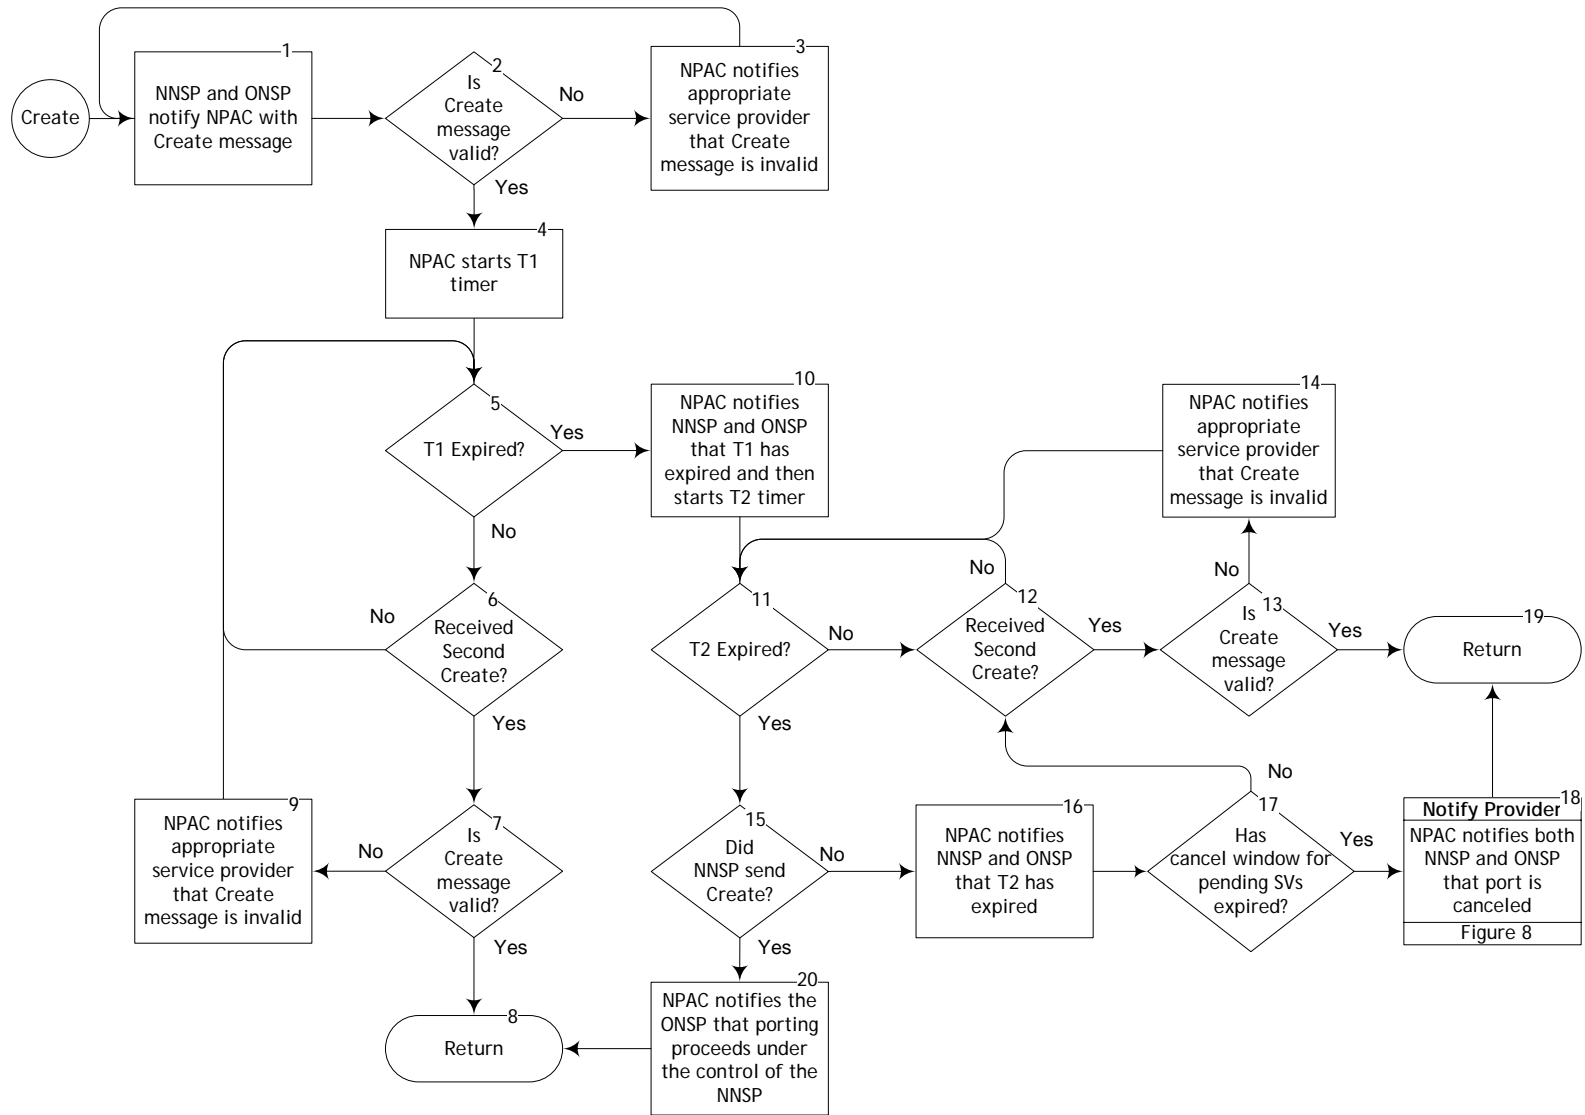 Create
1
NNSP and ONSP
notify NPAC with
Create message
2
Is
Create
message
valid?
No
Yes
3
NPAC notifies
appropriate
service provider
that Create
message is invalid
4
NPAC starts T1
timer
5
T1 Expired?
Yes
No
10
NPAC notifies
NNSP and ONSP
that T1 has
expired and then
starts T2 timer
14
NPAC notifies
appropriate
service provider
that Create
message is invalid
6
Received
Second
Create?
No
Yes
11
T2 Expired?
No
Yes
12
Received
Second
Create?
No
Yes
13
Is
Create
message
valid?
No
Yes
19
Return
9
NPAC notifies
appropriate
service provider
that Create
message is invalid
7
Is
Create
message
valid?
No
Yes
15
Did
NNSP send
Create?
No
Yes
16
NPAC notifies
NNSP and ONSP
that T2 has
expired
17
Has
cancel window for
pending SVs
expired?
No
Yes
18
Notify Provider
NPAC notifies both
NNSP and ONSP
that port is
canceled
Figure 8
8
Return
20
NPAC notifies the
ONSP that porting
proceeds under
the control of the
NNSP